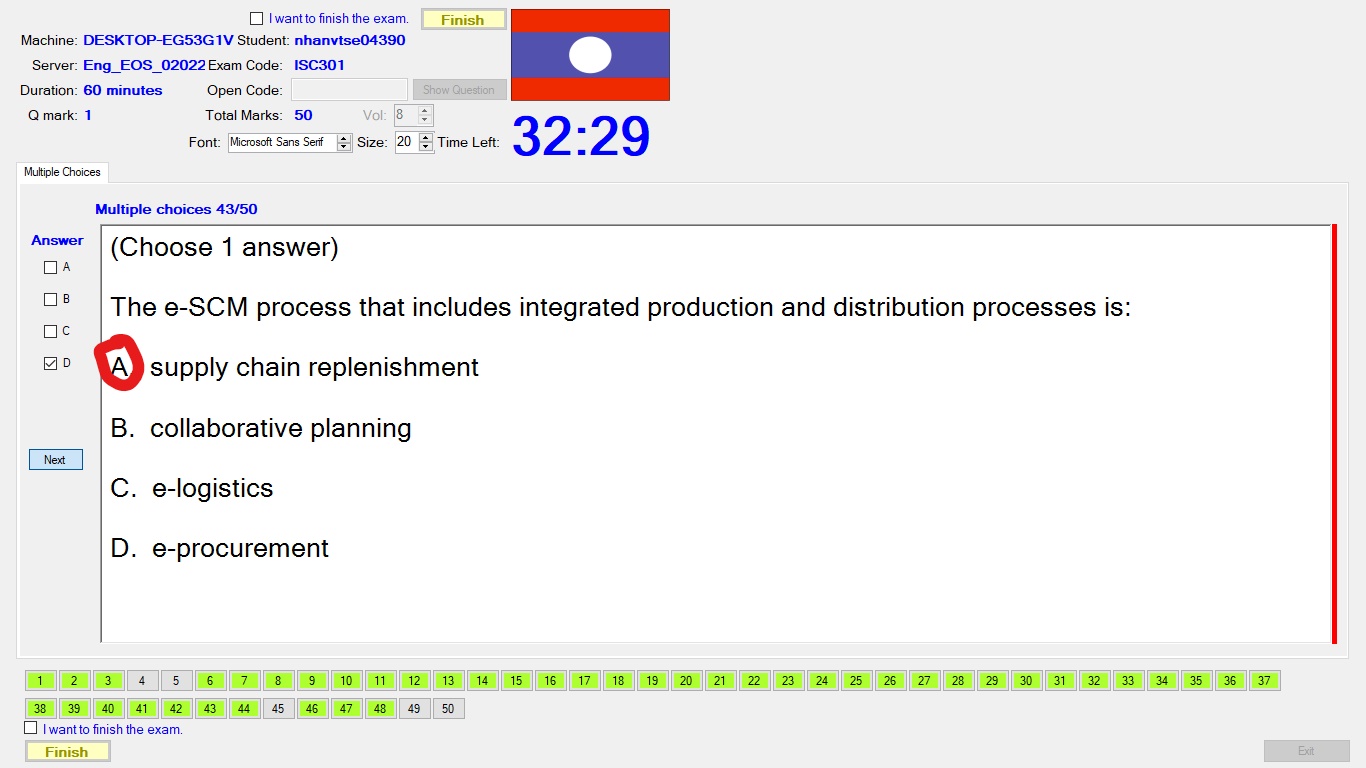 I want to finish the exam. Finish
Machine: DESKTOP-EG53G1V Student: nhanvtse04390
Server: Eng_EOS_02022 Exam Code: ISC301
Duration: 60 minutes Open Code: Show Question
Q mark: 1 Total Marks: 50 Vol: 8
Font: Microsoft Sans Serif Size: 20 Time Left: 32:29
Multiple Choices
Multiple choices 43/50
Answer
A
B
C
D
Next
(Choose 1 answer)
The e-SCM process that includes integrated production and distribution processes is:
A. supply chain replenishment
B. collaborative planning
C. e-logistics
D. e-procurement
1 2 3 4 5 6 7 8 9 10 11 12 13 14 15 16 17 18 19 20 21 22 23 24 25 26 27 28 29 30 31 32 33 34 35 36 37
38 39 40 41 42 43 44 45 46 47 48 49 50
I want to finish the exam.
Finish Exit